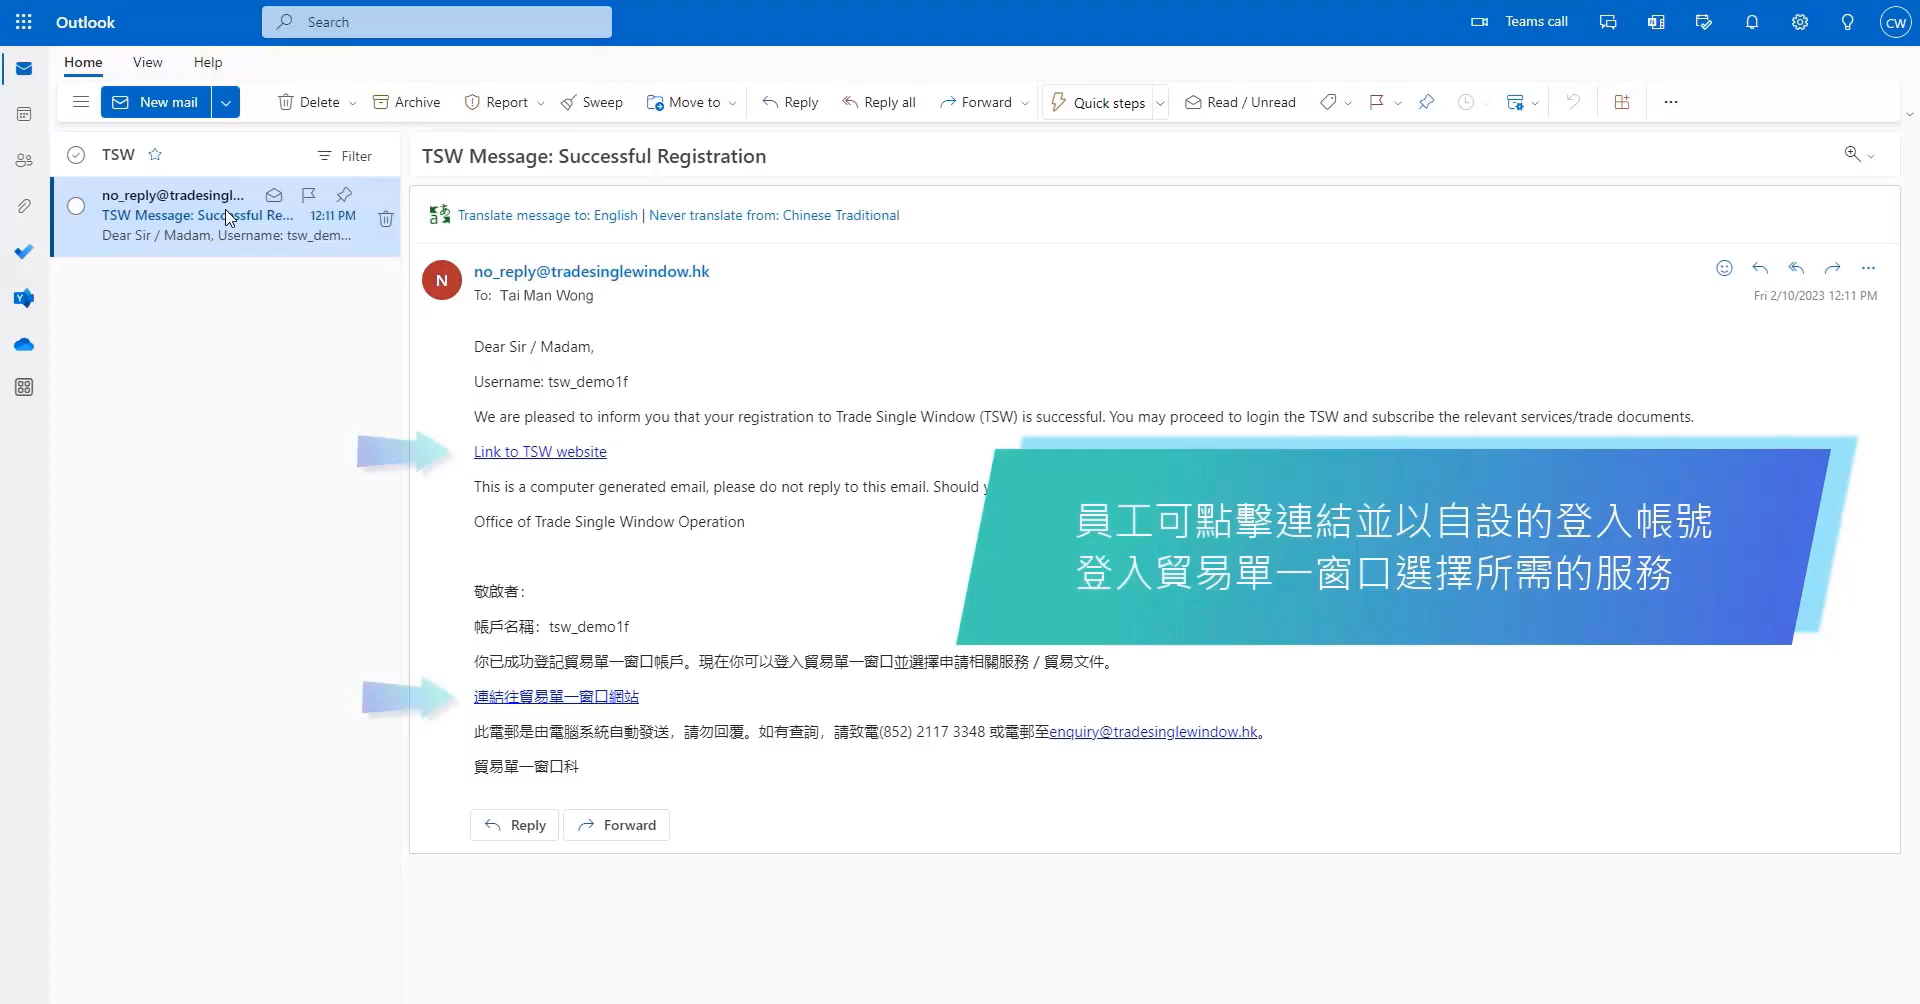 Outlook
Search
Teams call
CW
Home
View
Help
New mail
Delete
Archive
Report
Sweep
Move to
Reply
Reply all
Forward
Quick steps
Read / Unread
TSW
Filter
no_reply@tradesingl...
TSW Message: Successful Re...
12:11 PM
Dear Sir / Madam, Username: tsw_dem...
TSW Message: Successful Registration
Translate message to: English | Never translate from: Chinese Traditional
N
no_reply@tradesinglewindow.hk
To: Tai Man Wong
Fri 2/10/2023 12:11 PM
Dear Sir / Madam,
Username: tsw_demo1f
We are pleased to inform you that your registration to Trade Single Window (TSW) is successful. You may proceed to login the TSW and subscribe the relevant services/trade documents.
Link to TSW website
This is a computer generated email, please do not reply to this email. Should
Office of Trade Single Window Operation
員工可點擊連結並以自設的登入帳號
登入貿易單一窗口選擇所需的服務
敬啟者：
帳戶名稱：tsw_demo1f
你已成功登記貿易單一窗口帳戶。現在你可以登入貿易單一窗口並選擇申請相關服務 / 貿易文件。
連結往貿易單一窗口網站
此電郵是由電腦系統自動發送，請勿回覆。如有查詢，請致電(852) 2117 3348 或電郵至enquiry@tradesinglewindow.hk。
貿易單一窗口科
Reply
Forward